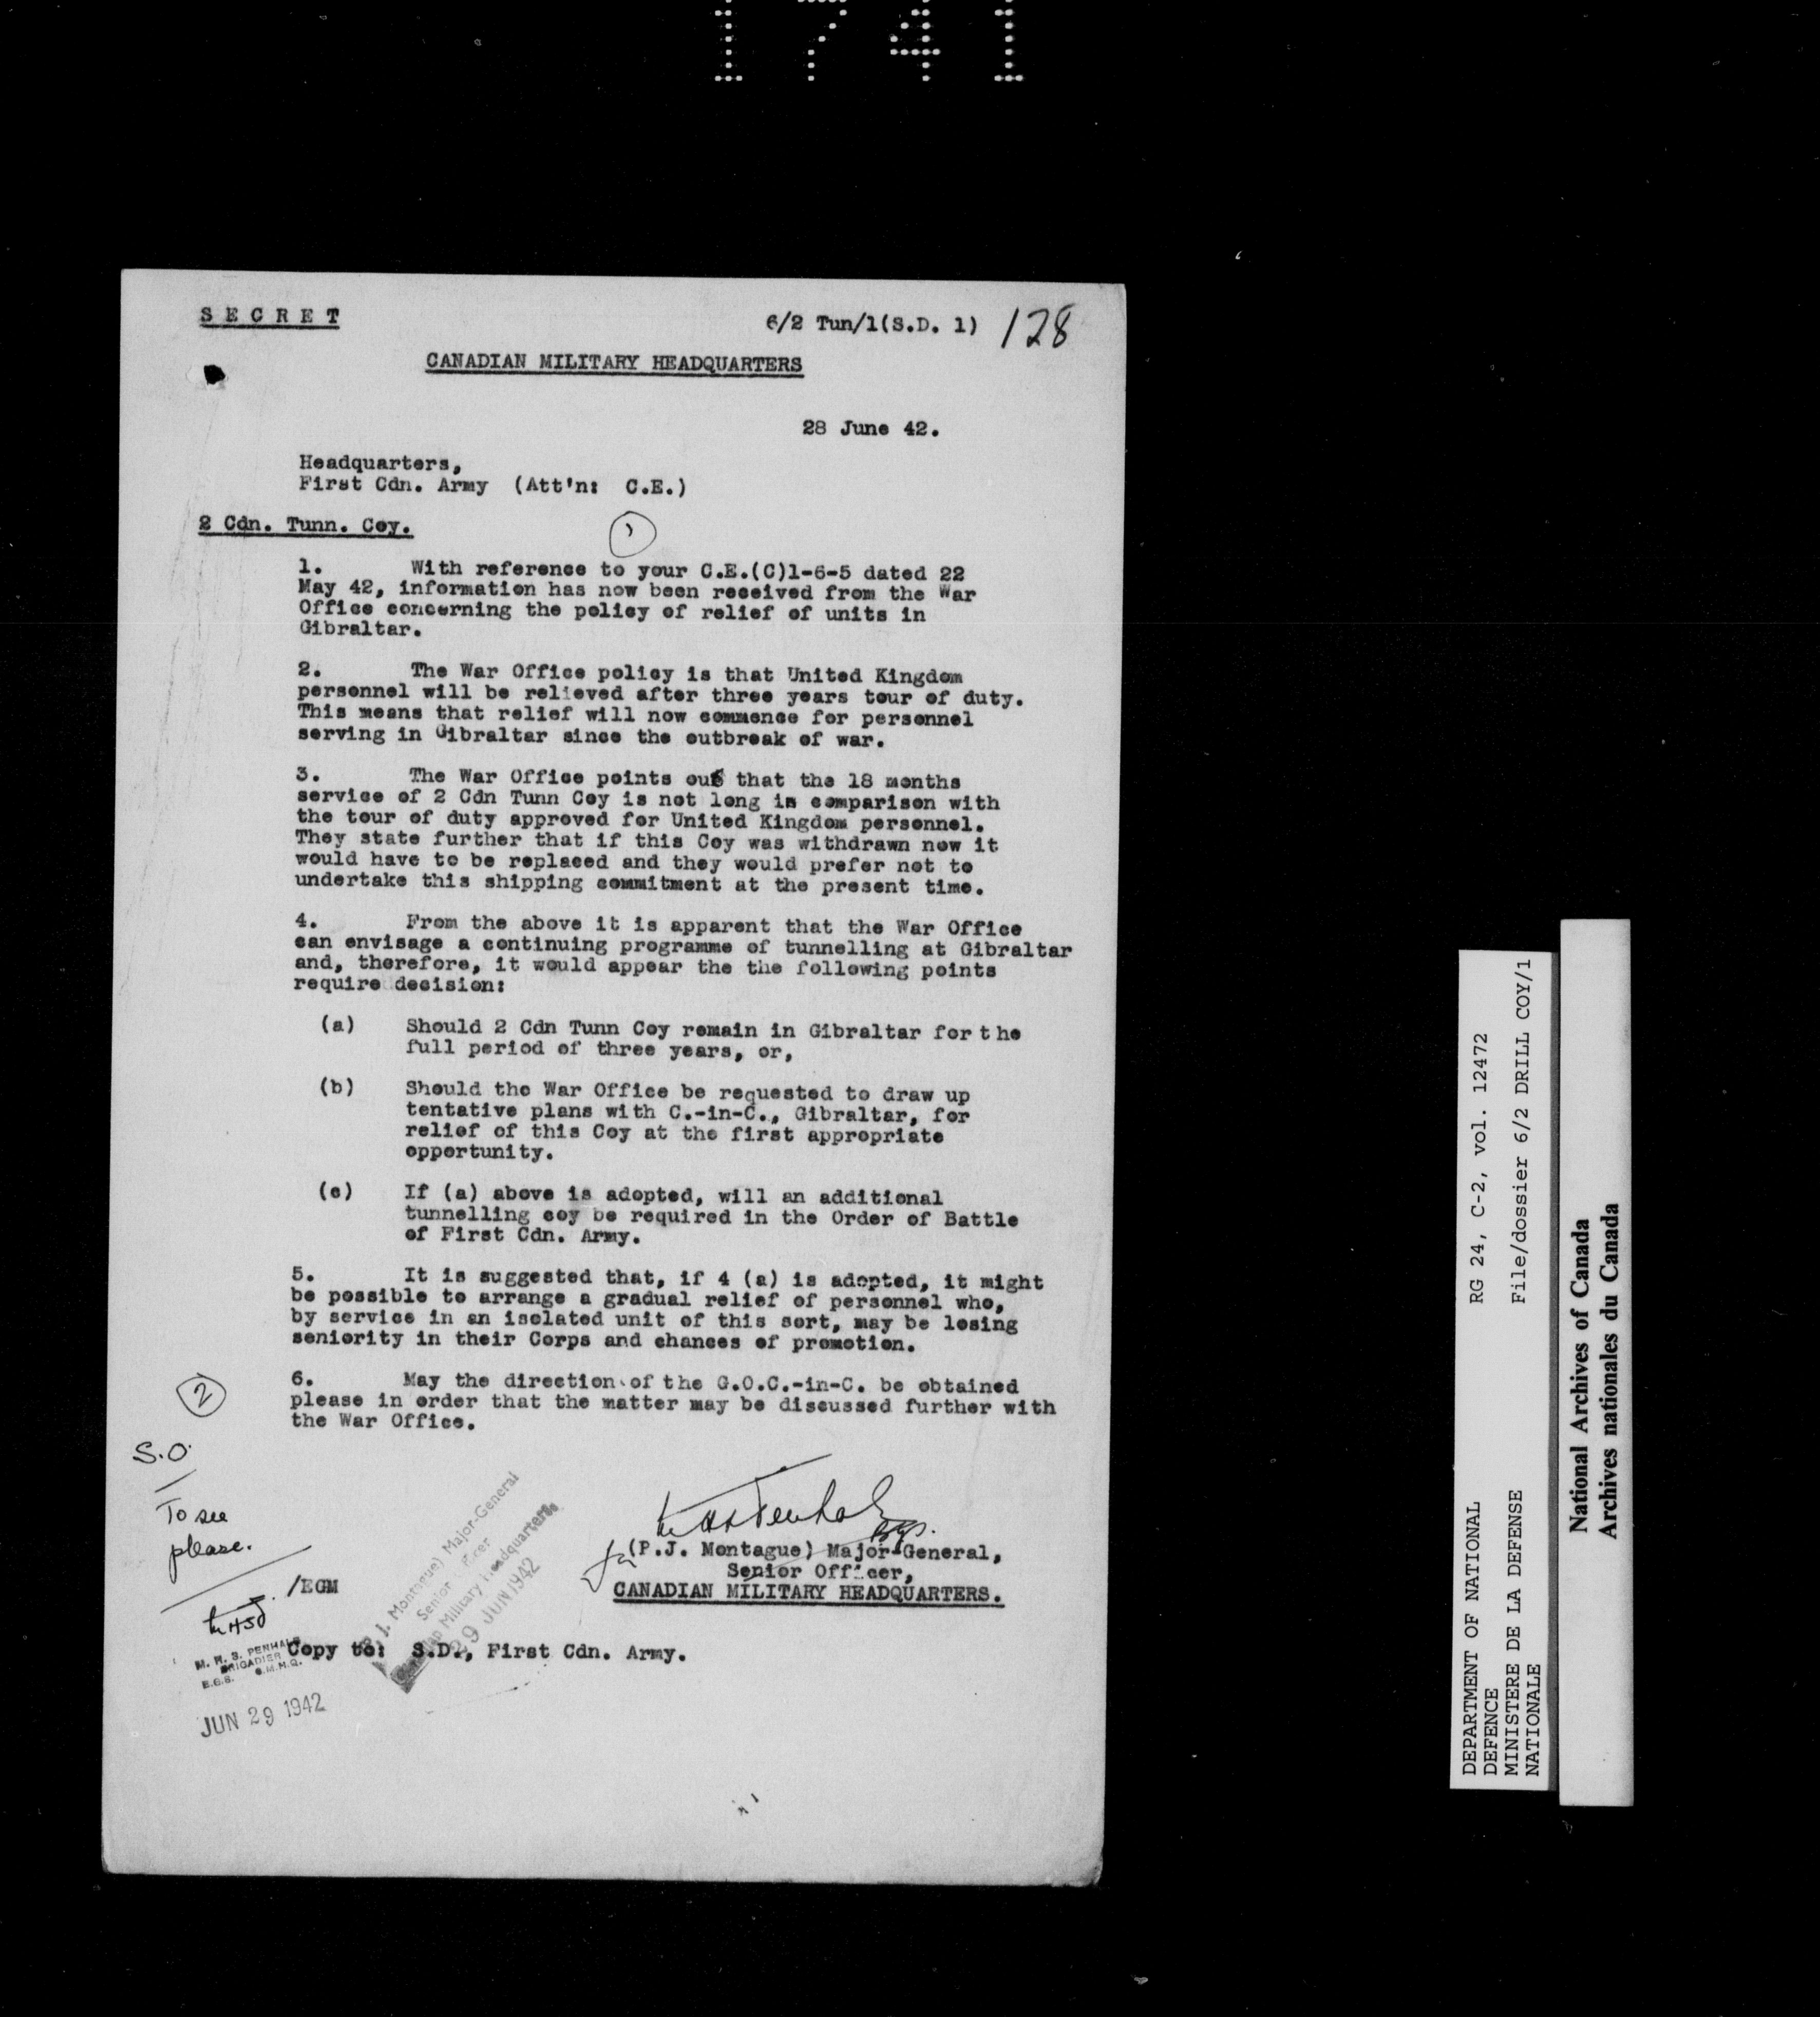 1741
SECRET
6/2 Tun/1(S.D. 1)
128
CANADIAN MILITARY HEADQUARTERS
28 June 42.
Headquarters,
First Cdn. Army (Att'n: C.E.)
2 Cdn. Tunn. Coy.
1
1. With reference to your C.E.(C)1-6-5 dated 22
May 42, information has now been received from the War
Office concerning the policy of relief of units in
Gibraltar.
2. The War Office policy is that United Kingdom
personnel will be relieved after three years tour of duty.
This means that relief will now commence for personnel
serving in Gibraltar since the outbreak of war.
3. The War Office points out that the 18 months
service of 2 Cdn Tunn Coy is not long in comparison with
the tour of duty approved for United Kingdom personnel.
They state further that if this Coy was withdrawn now it
would have to be replaced and they would prefer not to
undertake this shipping commitment at the present time.
4. From the above it is apparent that the War Office
can envisage a continuing programme of tunnelling at Gibraltar
and, therefore, it would appear the the following points
require decision:
(a) Should 2 Cdn Tunn Coy remain in Gibraltar for the
full period of three years, or,
(b) Should the War Office be requested to draw up
tentative plans with C.-in-C., Gibraltar, for
relief of this Coy at the first appropriate
opportunity.
(c) If (a) above is adopted, will an additional
tunnelling coy be required in the Order of Battle
of First Cdn. Army.
5. It is suggested that, if 4 (a) is adopted, it might
be possible to arrange a gradual relief of personnel who,
by service in an isolated unit of this sort, may be losing
seniority in their Corps and chances of promotion.
6. May the direction of the G.O.C.-in-C. be obtained
please in order that the matter may be discussed further with
the War Office.
2
S.O.
To see
please.
/EGM
(P.J. Montague) Major-General
Senior Officer
Canadian Military Headquarters
29 JUN 1942
Bgr.
for (P.J. Montague) Major-General,
Senior Officer,
CANADIAN MILITARY HEADQUARTERS.
M. H. S. PENHALE
BRIGADIER
B.G.S. C.M.H.Q.
JUN 29 1942
Copy to: S.D., First Cdn. Army.
DEPARTMENT OF NATIONAL
DEFENCE
MINISTERE DE LA DEFENSE
NATIONALE
RG 24, C-2, vol. 12472
File/dossier 6/2 DRILL COY/1
National Archives of Canada
Archives nationales du Canada